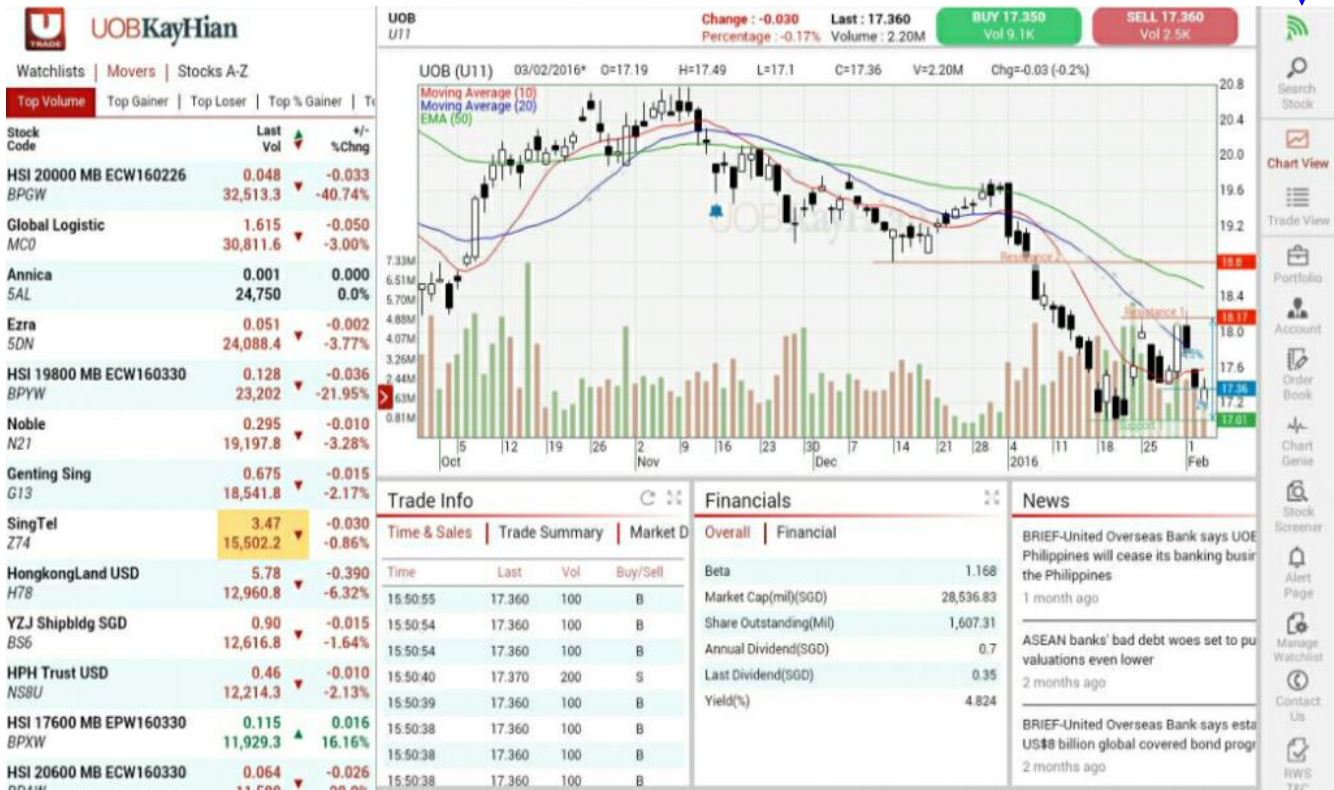 U
TRADE
UOBKayHian
Watchlists | Movers | Stocks A-Z
Top Volume Top Gainer | Top Loser | Top % Gainer |
Stock Code Last Vol +/- %Chng
HSI 20000 MB ECW160226 0.048 -0.033
BPGW 32,513.3 -40.74%
Global Logistic 1.615 -0.050
MC0 30,811.6 -3.00%
Annica 0.001 0.000
5AL 24,750 0.0%
Ezra 0.051 -0.002
5DN 24,088.4 -3.77%
HSI 19800 MB ECW160330 0.128 -0.036
BPYW 23,202 -21.95%
Noble 0.295 -0.010
N21 19,197.8 -3.28%
Genting Sing 0.675 -0.015
G13 18,541.8 -2.17%
SingTel 3.47 -0.030
Z74 15,502.2 -0.86%
HongkongLand USD 5.78 -0.390
H78 12,960.8 -6.32%
YZJ Shipbldg SGD 0.90 -0.015
BS6 12,616.8 -1.64%
HPH Trust USD 0.46 -0.010
NS8U 12,214.3 -2.13%
HSI 17600 MB EPW160330 0.115 0.016
BPXW 11,929.3 16.16%
HSI 20600 MB ECW160330 0.064 -0.026
UOB
U11
Change : -0.030 Last : 17.360
Percentage : -0.17% Volume : 2.20M
BUY 17.350
Vol 9.1K
SELL 17.360
Vol 2.5K
UOB (U11) 03/02/2016* O=17.19 H=17.49 L=17.1 C=17.36 V=2.20M Chg=-0.03 (-0.2%)
Moving Average (10)
Moving Average (20)
EMA (50)
UOBKayHian
Resistance 2
Resistance 1
Support 1
20.8
20.4
20.0
19.6
19.2
18.8
18.4
18.17
18.0
17.6
17.36
17.2
17.01
7.33M
6.51M
5.70M
4.88M
4.07M
3.26M
2.44M
0.81M
5 12 19 26 2 9 16 23 30 7 14 21 28 4 11 18 25 1
Oct Nov Dec 2016 Feb
Trade Info
Time & Sales | Trade Summary | Market D
Time Last Vol Buy/Sell
15:50:55 17.360 100 B
15:50:54 17.360 100 B
15:50:54 17.360 100 B
15:50:40 17.370 200 S
15:50:39 17.360 100 B
15:50:38 17.360 100 B
15:50:38 17.360 100 B
15:50:38 17.360 100 B
Financials
Overall | Financial
Beta 1.168
Market Cap(mil)(SGD) 28,536.83
Share Outstanding(Mil) 1,607.31
Annual Dividend(SGD) 0.7
Last Dividend(SGD) 0.35
Yield(%) 4.824
News
BRIEF-United Overseas Bank says UOB
Philippines will cease its banking busin
the Philippines
1 month ago
ASEAN banks' bad debt woes set to pu
valuations even lower
2 months ago
BRIEF-United Overseas Bank says esta
US$8 billion global covered bond progr
2 months ago
Search
Stock
Chart View
Trade View
Portfolio
Account
Order
Book
Chart
Genie
Stock
Screener
Alert
Page
Manage
Watchlist
Contact
Us
RWS
T&C